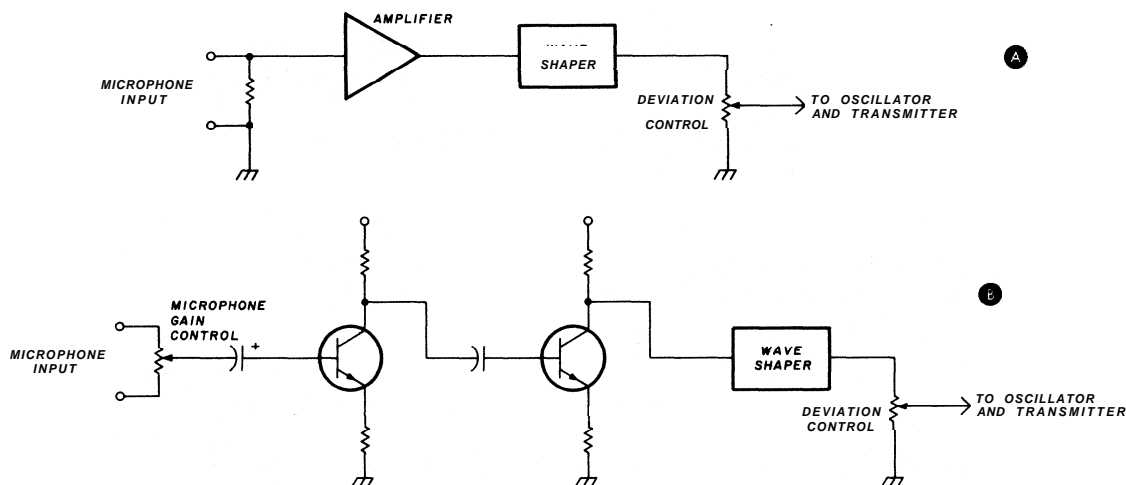 AMPLIFIER
SHAPER
A
MICROPHONE
INPUT
DEVIATION
CONTROL
TO OSCILLATOR
AND TRANSMITTER
B
MICROPHONE
GAIN
CONTROL
+
MICROPHONE
INPUT
WAVE
SHAPER
DEVIATION
CONTROL
TO OSCILLATOR
AND TRANSMITTER